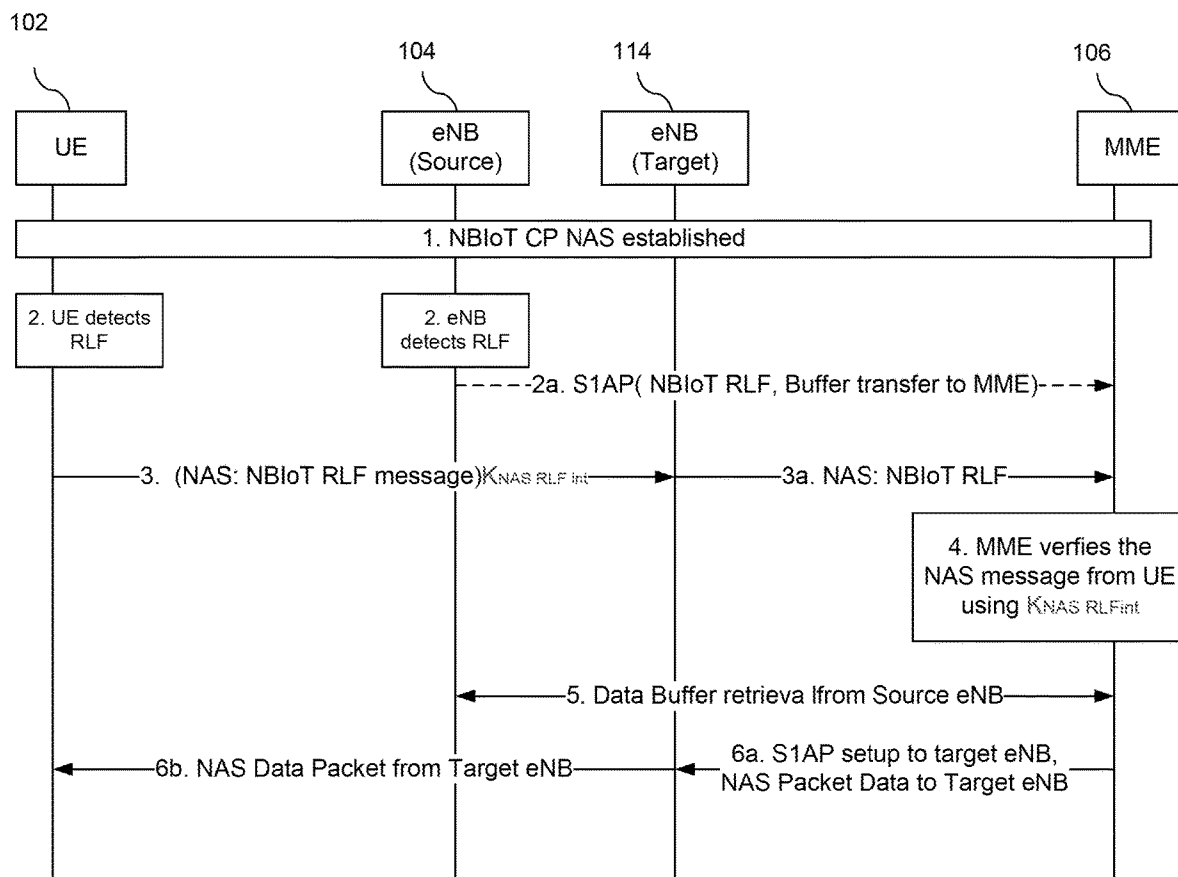 102
104
114
106
UE
eNB
(Source)
eNB
(Target)
MME
1. NBIoT CP NAS established
2. UE detects
RLF
2. eNB
detects RLF
2a. S1AP( NBIoT RLF, Buffer transfer to MME)
3. (NAS: NBIoT RLF message)KNAS RLF int
3a. NAS: NBIoT RLF
4. MME verfies the
NAS message from UE
using KNAS RLFint
5. Data Buffer retrieva lfrom Source eNB
6b. NAS Data Packet from Target eNB
6a. S1AP setup to target eNB,
NAS Packet Data to Target eNB